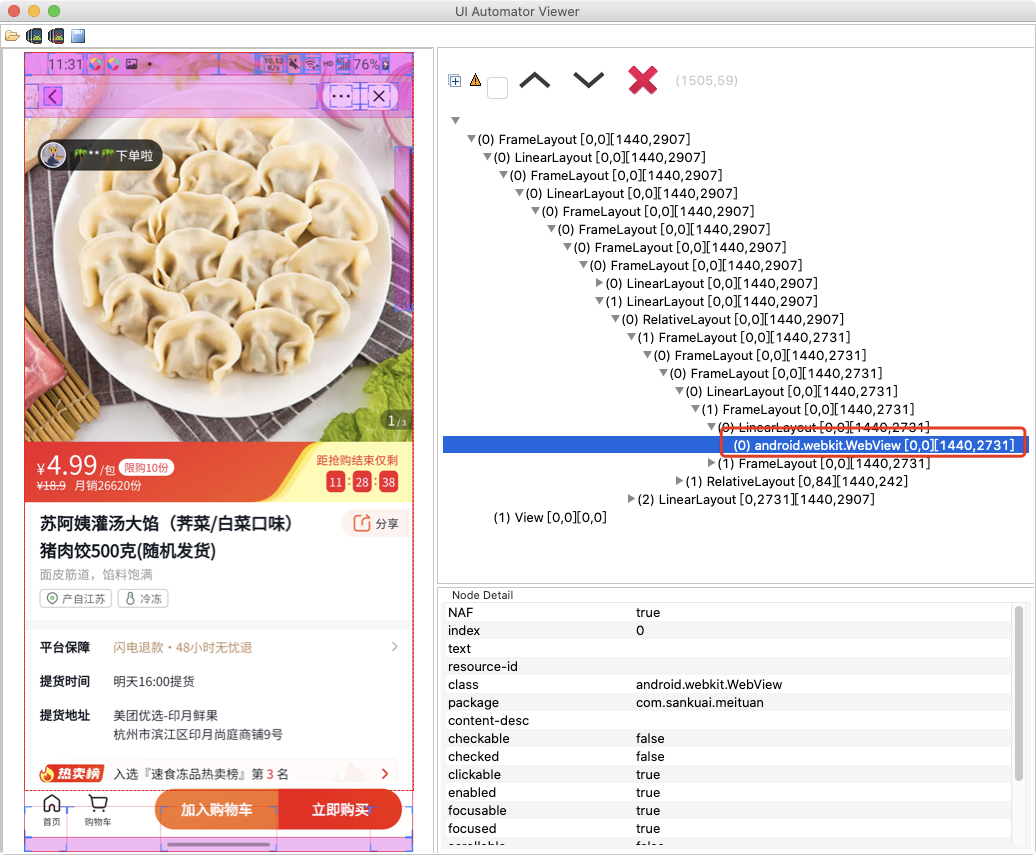 UI Automator Viewer
(1505,59)
11:31
10.13
K/s
HD
76%
🌴**🌴下单啦
1/3
¥4.99/包 限购10份
¥18.9 月销26620份
距抢购结束仅剩
11:28:38
苏阿姨灌汤大馅（荠菜/白菜口味）
猪肉饺500克(随机发货)
分享
面皮筋道，馅料饱满
产自江苏 冷冻
平台保障 闪电退款·48小时无忧退
提货时间 明天16:00提货
提货地址 美团优选-印月鲜果
杭州市滨江区印月尚庭商铺9号
热卖榜 入选『速食冻品热卖榜』第 3 名
首页 购物车 加入购物车 立即购买
(0) FrameLayout [0,0][1440,2907]
(0) LinearLayout [0,0][1440,2907]
(0) FrameLayout [0,0][1440,2907]
(0) LinearLayout [0,0][1440,2907]
(0) FrameLayout [0,0][1440,2907]
(0) FrameLayout [0,0][1440,2907]
(0) FrameLayout [0,0][1440,2907]
(0) FrameLayout [0,0][1440,2907]
(0) LinearLayout [0,0][1440,2907]
(1) LinearLayout [0,0][1440,2907]
(0) RelativeLayout [0,0][1440,2907]
(1) FrameLayout [0,0][1440,2731]
(0) FrameLayout [0,0][1440,2731]
(0) FrameLayout [0,0][1440,2731]
(0) LinearLayout [0,0][1440,2731]
(1) FrameLayout [0,0][1440,2731]
(0) LinearLayout [0,0][1440,2731]
(0) android.webkit.WebView [0,0][1440,2731]
(1) FrameLayout [0,0][1440,2731]
(1) RelativeLayout [0,84][1440,242]
(2) LinearLayout [0,2731][1440,2907]
(1) View [0,0][0,0]
Node Detail
NAF true
index 0
text
resource-id
class android.webkit.WebView
package com.sankuai.meituan
content-desc
checkable false
checked false
clickable true
enabled true
focusable true
focused true
scrollable false